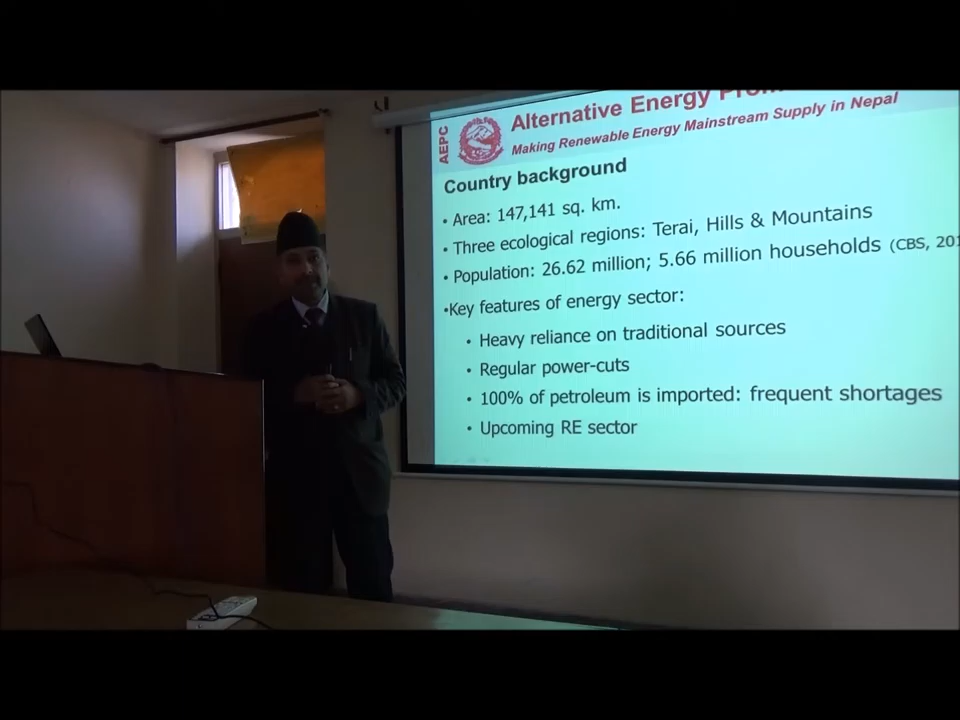 AEPC
Alternative Energy
Making Renewable Energy Mainstream Supply in Nepal
Country background
• Area: 147,141 sq. km.
• Three ecological regions: Terai, Hills & Mountains
• Population: 26.62 million; 5.66 million households (CBS,
•Key features of energy sector:
• Heavy reliance on traditional sources
• Regular power-cuts
• 100% of petroleum is imported: frequent shortages
• Upcoming RE sector